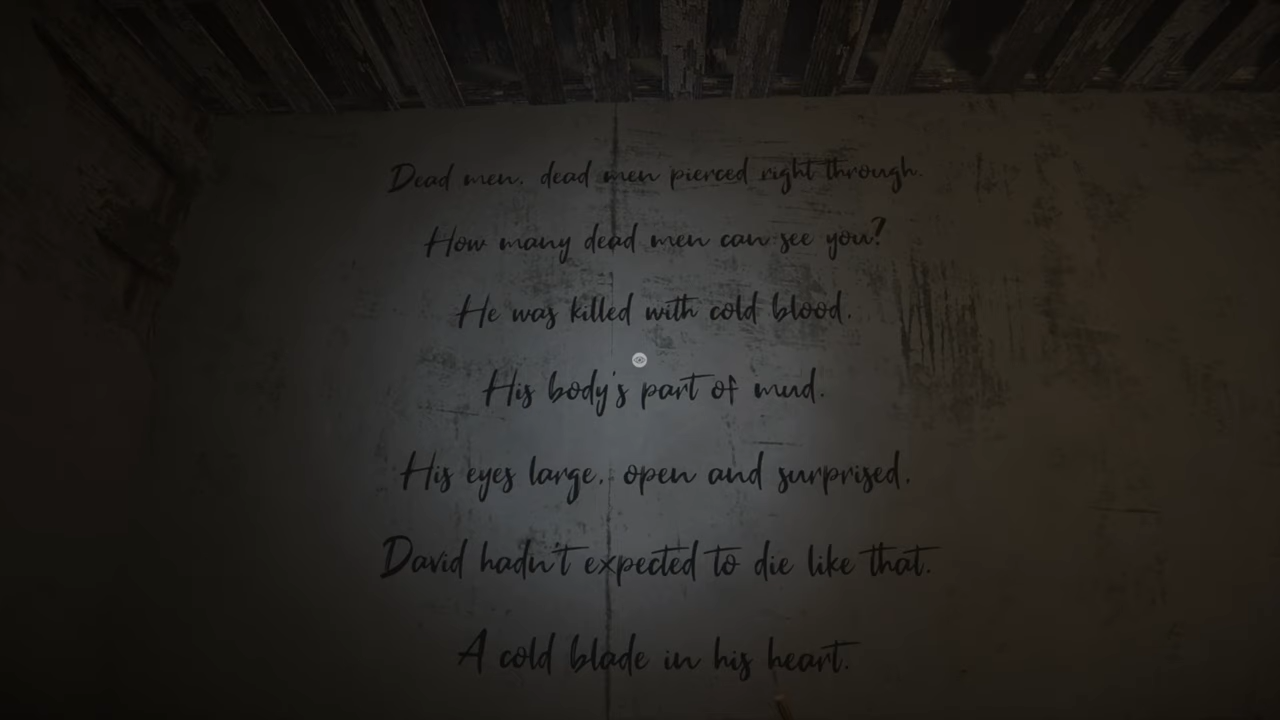 Dead men, dead men pierced right through.
How many dead men can see you?
He was killed with cold blood.
His body's part of mud.
His eyes large, open and surprised.
David hadn't expected to die like that.
A cold blade in his heart.